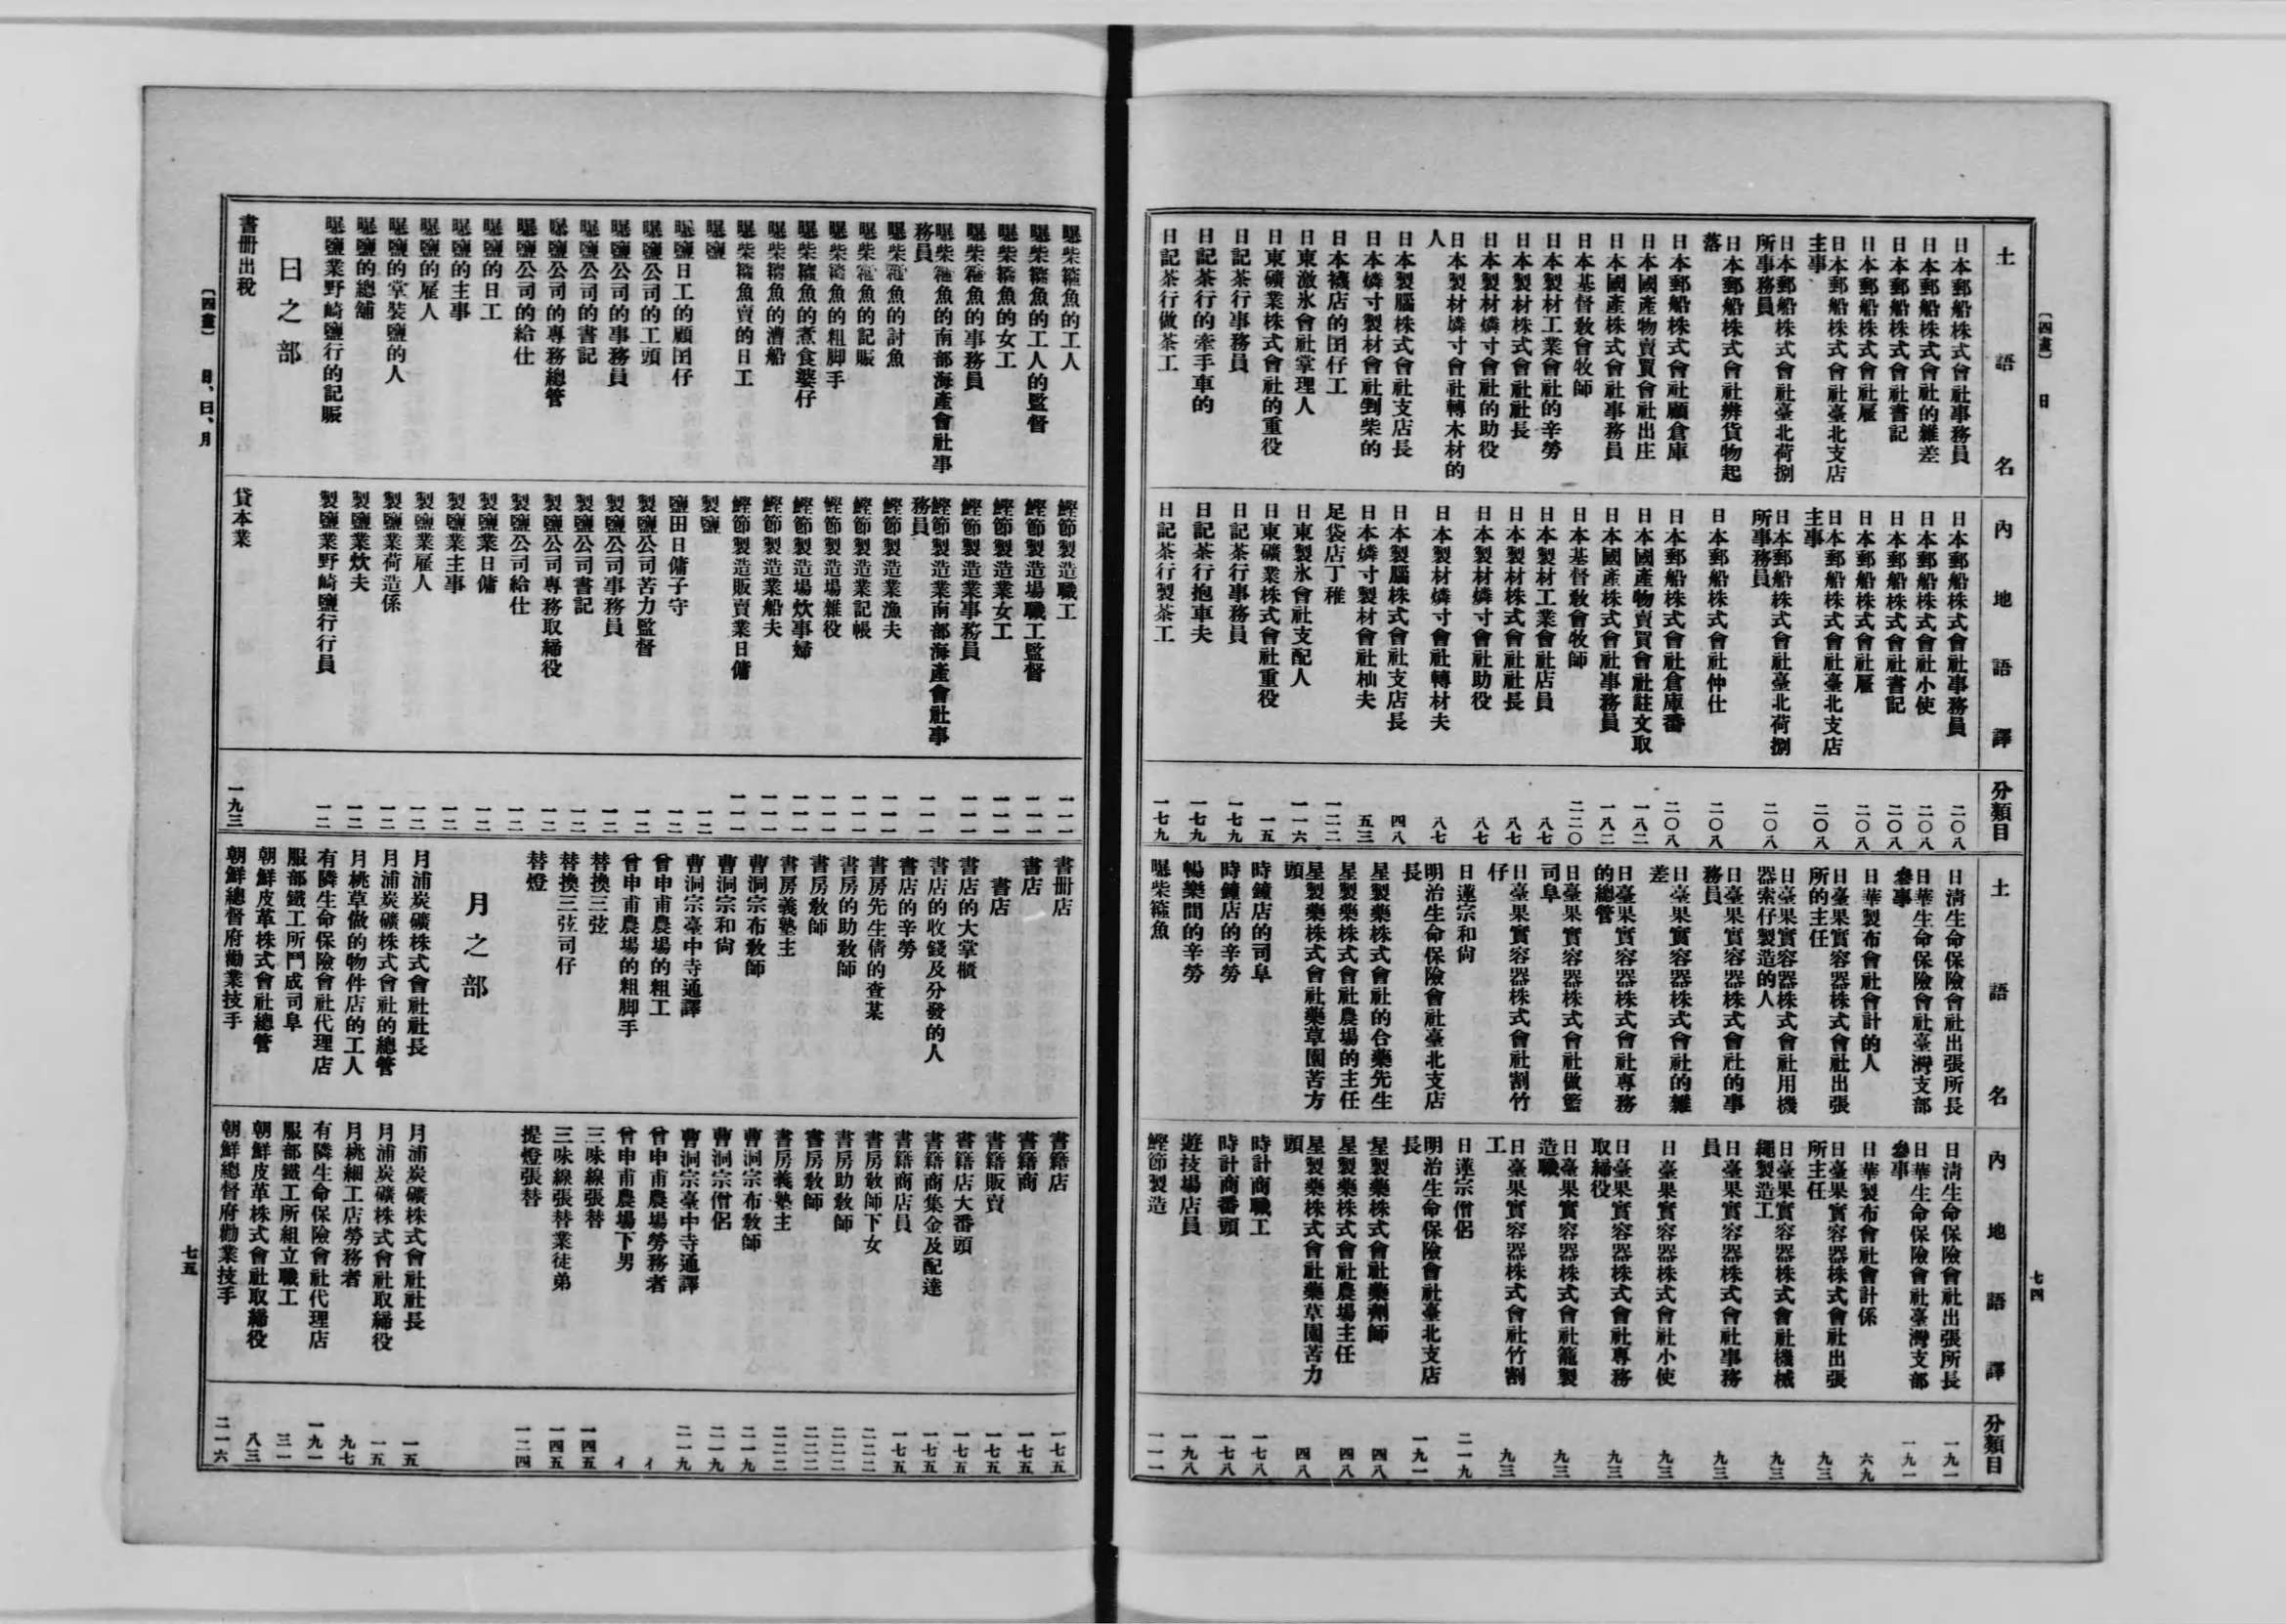 〔四畫〕 日
七四
土語名
內地語譯
分類目
日本郵船株式會社事務員
日本郵船株式會社的雜差
日本郵船株式會社書記
日本郵船株式會社雇
日本郵船株式會社臺北支店
主事
日本郵船株式會社臺北荷捌
所事務員
日本郵船株式會社辨貨物起
落
日本郵船株式會社顧倉庫
日本國產物賣買會社出庄
日本國產株式會社事務員
日本基督敎會牧師
日本製材工業會社的辛勞
日本製材株式會社社長
日本製材燐寸會社的助役
日本製材燐寸會社轉木材的
人
日本製腦株式會社支店長
日本燐寸製材會社剉柴的
日本襪店的囝仔工
日東激氷會社掌理人
日東礦業株式會社的重役
日記茶行事務員
日記茶行的牽手車的
日記茶行做茶工
日本郵船株式會社事務員
日本郵船株式會社小使
日本郵船株式會社書記
日本郵船株式會社雇
日本郵船株式會社臺北支店
主事
日本郵船株式會社臺北荷捌
所事務員
日本郵船株式會社仲仕
日本郵船株式會社倉庫番
日本國產物賣買會社註文取
日本國產株式會社事務員
日本基督敎會牧師
日本製材工業會社店員
日本製材株式會社社長
日本製材燐寸會社助役
日本製材燐寸會社轉材夫
日本製腦株式會社支店長
日本燐寸製材會社杣夫
足袋店丁稚
日東製氷會社支配人
日東礦業株式會社重役
日記茶行事務員
日記茶行抱車夫
日記茶行製茶工
二〇八
二〇八
二〇八
二〇八
二〇八
二〇八
二〇八
二〇八
一八二
一八二
二二〇
八七
八七
八七
八七
四八
五三
一二二
一一六
一五
一七九
一七九
一七九
土語名
內地語譯
分類目
日淸生命保險會社出張所長
日華生命保險會社臺灣支部
參事
日華製布會社會計的人
日臺果實容器株式會社出張
所的主任
日臺果實容器株式會社用機
器索仔製造的人
日臺果實容器株式會社的事
務員
日臺果實容器株式會社的雜
差
日臺果實容器株式會社專務
的總管
日臺果實容器株式會社做籃
司阜
日臺果實容器株式會社割竹
仔
日蓮宗和尙
明治生命保險會社臺北支店
長
星製藥株式會社的合藥先生
星製藥株式會社農場的主任
星製藥株式會社藥草園苦方
頭
時鐘店的司阜
時鐘店的辛勞
暢樂間的辛勞
曝柴箍魚
日淸生命保險會社出張所長
日華生命保險會社臺灣支部
參事
日華製布會社會計係
日臺果實容器株式會社出張
所主任
日臺果實容器株式會社機械
繩製造工
日臺果實容器株式會社事務
員
日臺果實容器株式會社小使
日臺果實容器株式會社專務
取締役
日臺果實容器株式會社籠製
造職
日臺果實容器株式會社竹割
工
日蓮宗僧侶
明治生命保險會社臺北支店
長
星製藥株式會社藥劑師
星製藥株式會社農場主任
星製藥株式會社藥草園苦力
頭
時計商職工
時計商番頭
遊技場店員
鰹節製造
一九一
一九一
六九
九三
九三
九三
九三
九三
九三
九三
二一九
一九一
四八
四八
四八
一七八
一七八
一九八
一一一
〔四畫〕 日、曰、月
七五
曝柴箍魚的工人
曝柴箍魚的工人的監督
曝柴箍魚的女工
曝柴箍魚的事務員
曝柴箍魚的南部海產會社事
務員
曝柴箍魚的討魚
曝柴箍魚的記賬
曝柴箍魚的粗脚手
曝柴箍魚的煮食婆仔
曝柴箍魚的漕船
曝柴箍魚賣的日工
曝鹽
曝鹽日工的顧囝仔
曝鹽公司的工頭
曝鹽公司的事務員
曝鹽公司的書記
曝鹽公司的專務總管
曝鹽公司的給仕
曝鹽的日工
曝鹽的主事
曝鹽的雇人
曝鹽的掌裝鹽的人
曝鹽的總舖
曝鹽業野崎鹽行的記賬
曰之部
書册出稅
鰹節製造職工
鰹節製造場職工監督
鰹節製造業女工
鰹節製造業事務員
鰹節製造業南部海產會社事
務員
鰹節製造業漁夫
鰹節製造業記帳
鰹節製造場雜役
鰹節製造場炊事婦
鰹節製造業船夫
鰹節製造販賣業日傭
製鹽
鹽田日傭子守
製鹽公司苦力監督
製鹽公司事務員
製鹽公司書記
製鹽公司專務取締役
製鹽公司給仕
製鹽業日傭
製鹽業主事
製鹽業雇人
製鹽業荷造係
製鹽業炊夫
製鹽業野崎鹽行行員
貸本業
一一一
一一一
一一一
一一一
一一一
一一一
一一一
一一一
一一一
一一一
一一一
一一二
一一二
一一二
一一二
一一二
一一二
一一二
一一二
一一二
一一二
一一二
一一二
一一二
一九三
書册店
書店
書店
書店的大掌櫃
書店的收錢及分發的人
書店的辛勞
書房先生倩的查某
書房的助敎師
書房敎師
書房義塾主
曹洞宗布敎師
曹洞宗和尙
曹洞宗臺中寺通譯
曾申甫農場的粗工
曾申甫農場的粗脚手
替換三弦
替換三弦司仔
替燈
月之部
月浦炭礦株式會社社長
月浦炭礦株式會社的總管
月桃草做的物件店的工人
有隣生命保險會社代理店
服部鐵工所鬥成司阜
朝鮮皮革株式會社總管
朝鮮總督府勸業技手
書籍店
書籍商
書籍販賣
書籍店大番頭
書籍商集金及配達
書籍商店員
書房敎師下女
書房助敎師
書房敎師
書房義塾主
曹洞宗布敎師
曹洞宗僧侶
曹洞宗臺中寺通譯
曾申甫農場勞務者
曾申甫農場下男
三味線張替
三味線張替業徒弟
提燈張替
月浦炭礦株式會社社長
月浦炭礦株式會社取締役
月桃細工店勞務者
有隣生命保險會社代理店
服部鐵工所組立職工
朝鮮皮革株式會社取締役
朝鮮總督府勸業技手
一七五
一七五
一七五
一七五
一七五
一七五
二二二
二二二
二二二
二二二
二一九
二一九
二一九
イ
イ
一四五
一四五
一二四
一五
一五
九七
一九一
三一
八三
二一六